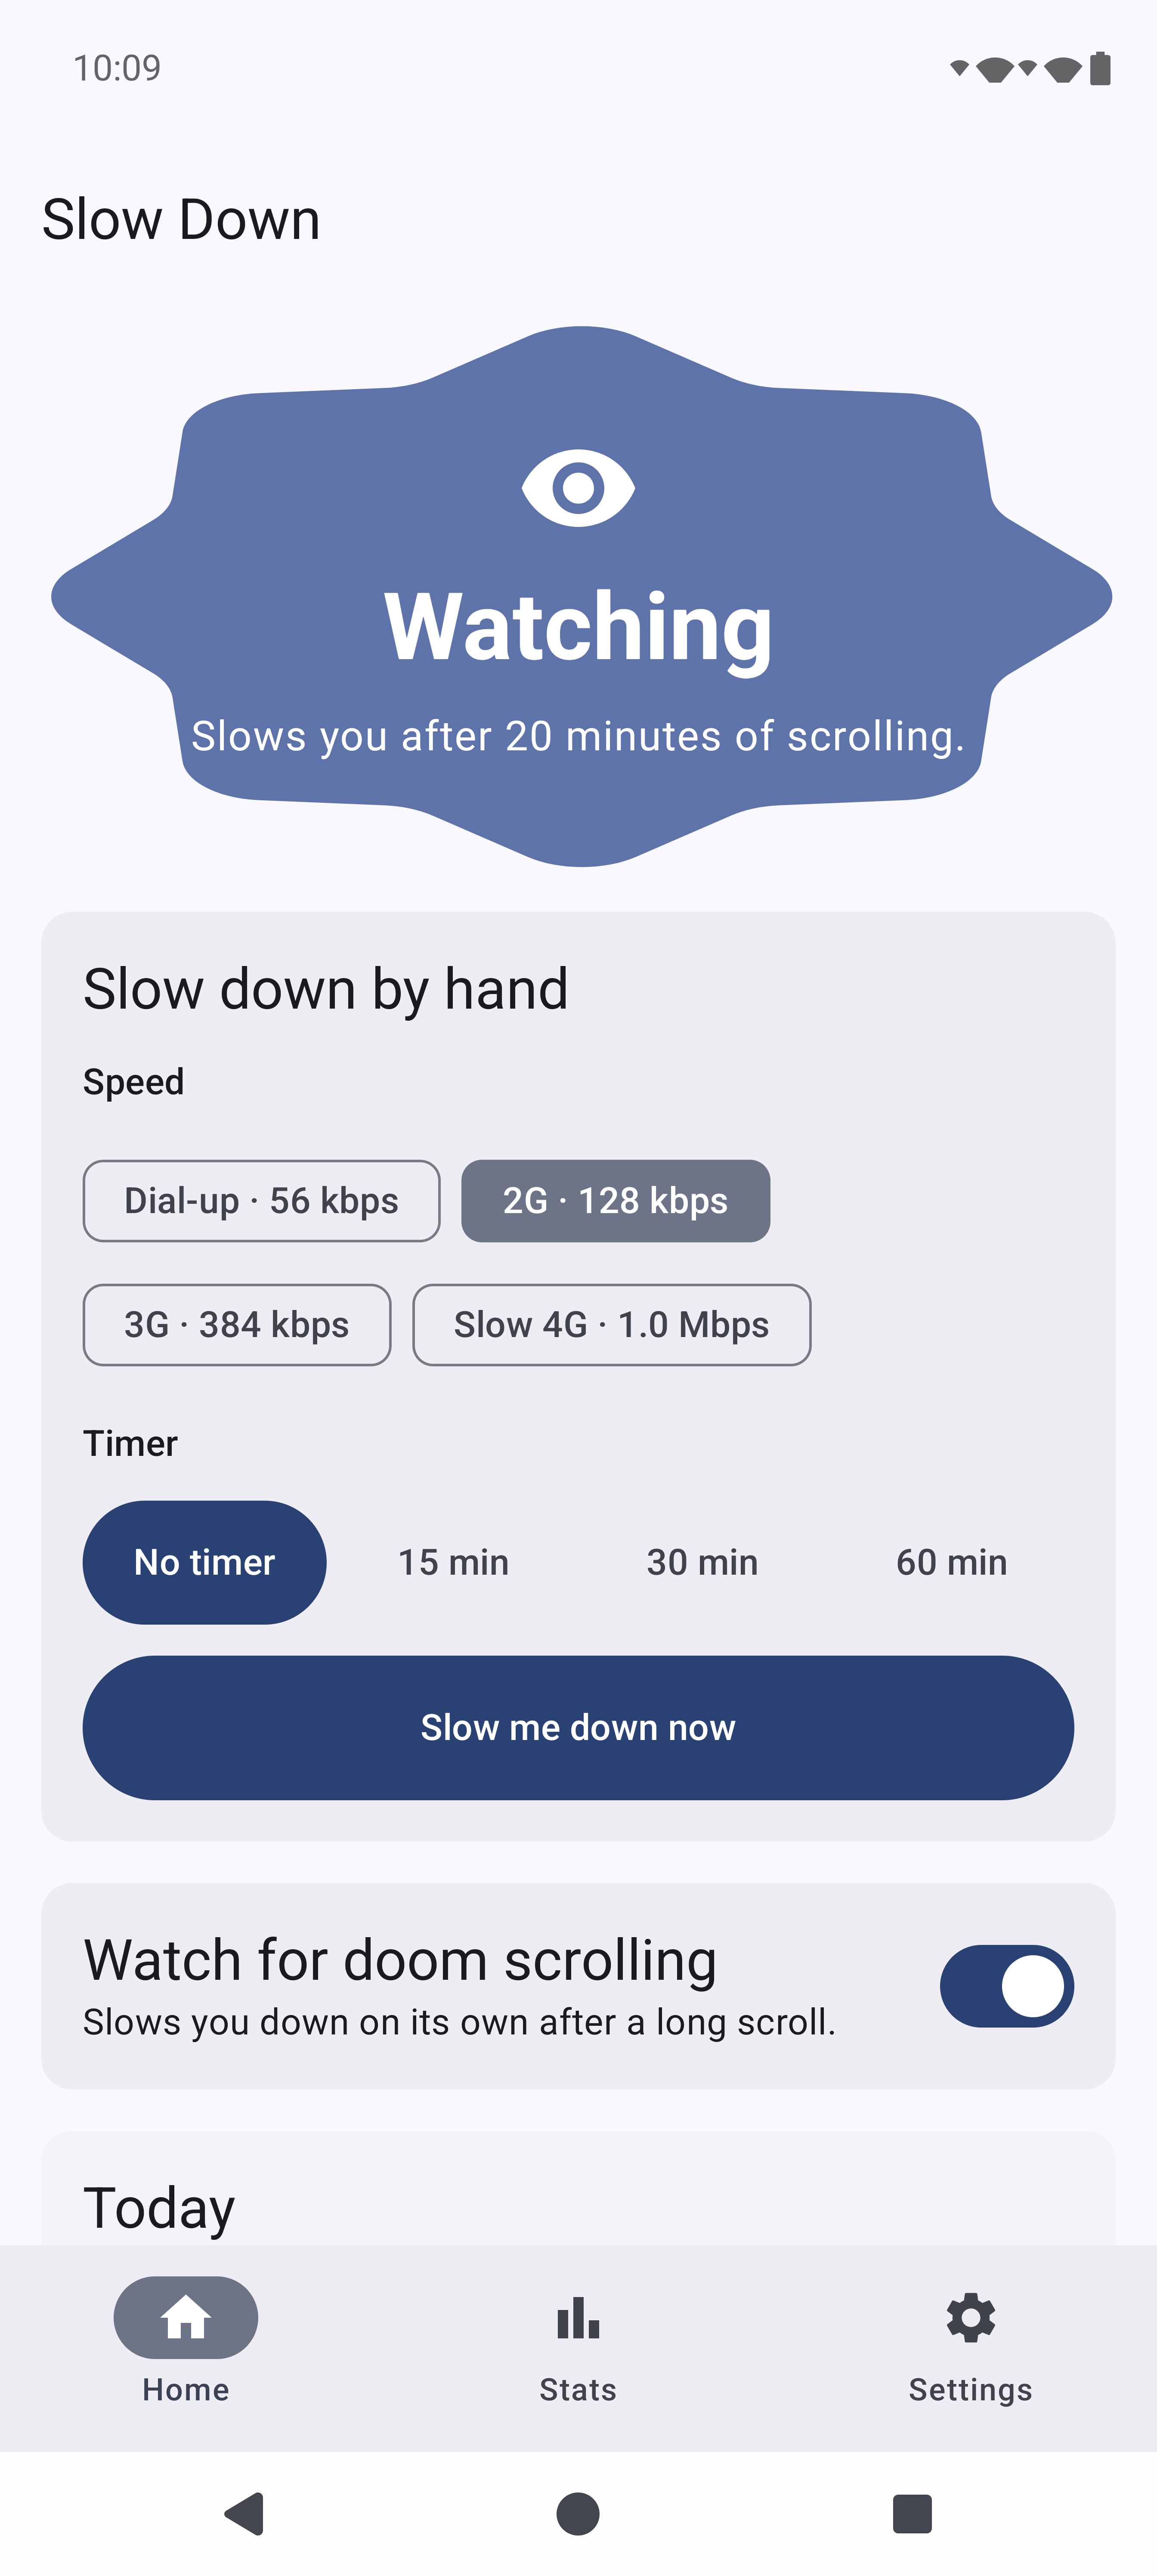 10:09
Slow Down
Watching
Slows you after 20 minutes of scrolling.
Slow down by hand
Speed
Dial-up · 56 kbps
2G · 128 kbps
3G · 384 kbps
Slow 4G · 1.0 Mbps
Timer
No timer
15 min
30 min
60 min
Slow me down now
Watch for doom scrolling
Slows you down on its own after a long scroll.
Today
Home
Stats
Settings